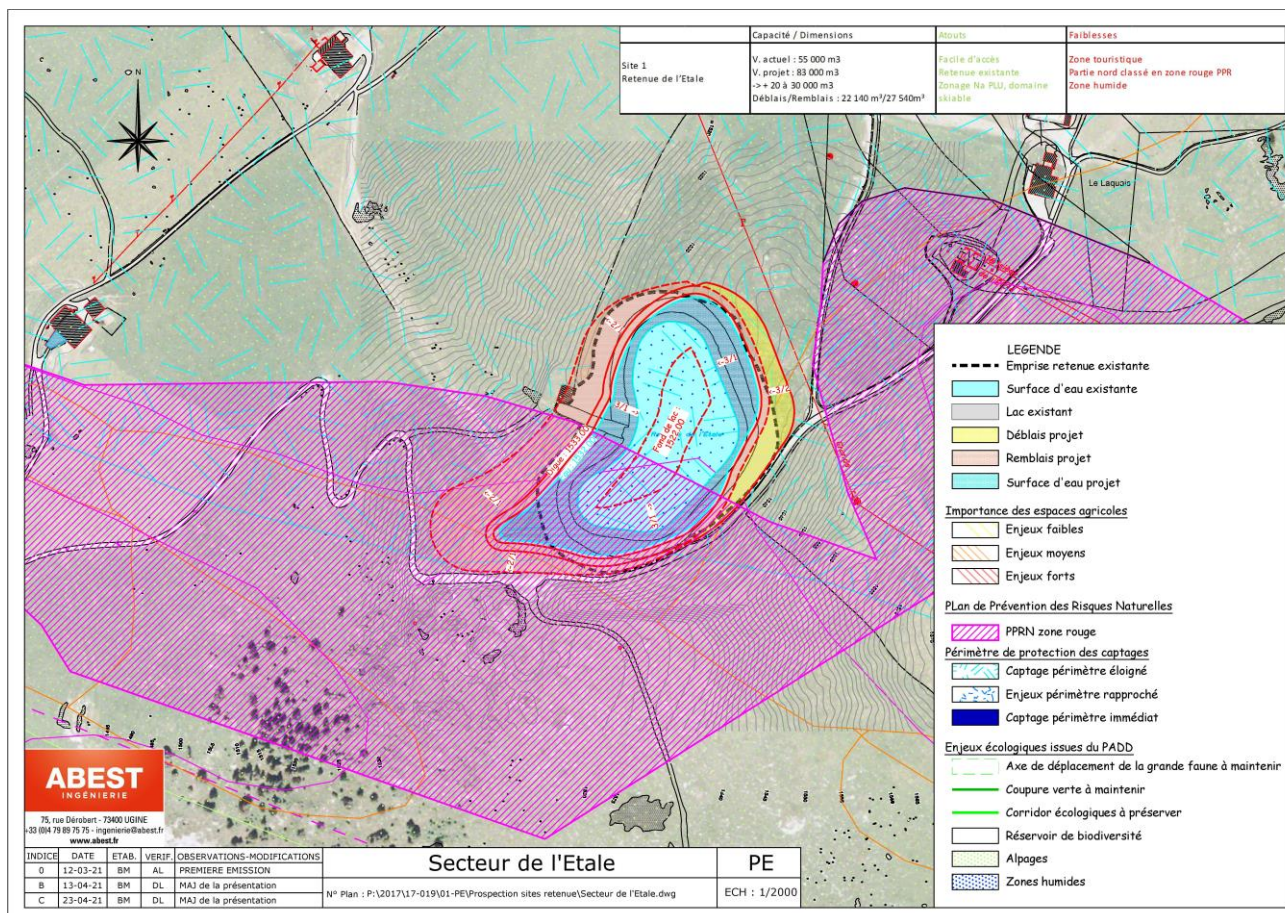 Capacité / Dimensions
Atouts
Faiblesses
Site 1
Retenue de l'Etale
V. actuel : 55 000 m3
V. projet : 83 000 m3
-> + 20 à 30 000 m3
Déblais/Remblais : 22 140 m³/27 540m³
Facile d'accès
Retenue existante
Zonage Na PLU, domaine
skiable
Zone touristique
Partie nord classé en zone rouge PPR
Zone humide
O N
Le Laquois
Fond de lac :
1522.00
Digue : 1533.00
LEGENDE
Emprise retenue existante
Surface d'eau existante
Lac existant
Déblais projet
Remblais projet
Surface d'eau projet
Importance des espaces agricoles
Enjeux faibles
Enjeux moyens
Enjeux forts
PLan de Prévention des Risques Naturelles
PPRN zone rouge
Périmètre de protection des captages
Captage périmètre éloigné
Enjeux périmètre rapproché
Captage périmètre immédiat
Enjeux écologiques issues du PADD
Axe de déplacement de la grande faune à maintenir
Coupure verte à maintenir
Corridor écologiques à préserver
Réservoir de biodiversité
Alpages
Zones humides
ABEST
INGÉNIERIE
75, rue Dérobert - 73400 UGINE
+33 (0)4 79 89 75 75 - ingenierie@abest.fr
www.abest.fr
INDICE DATE ETAB. VERIF. OBSERVATIONS-MODIFICATIONS
0 12-03-21 BM AL PREMIERE EMISSION
B 13-04-21 BM DL MAJ de la présentation
C 23-04-21 BM DL MAJ de la présentation
Secteur de l'Etale
N° Plan : P:\2017\17-019\01-PE\Prospection sites retenue\Secteur de l'Etale.dwg
PE
ECH : 1/2000